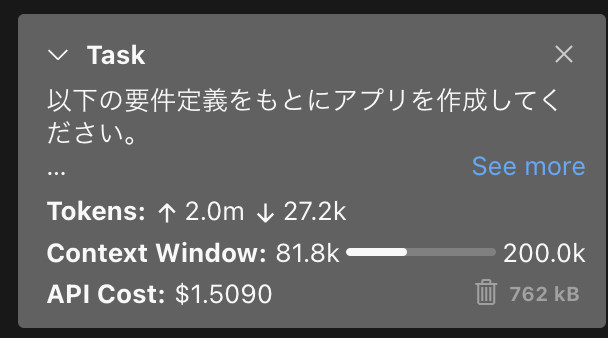 Task
以下の要件定義をもとにアプリを作成してく
ださい。
...
See more
Tokens: ↑ 2.0m ↓ 27.2k
Context Window: 81.8k 200.0k
API Cost: $1.5090 762 kB